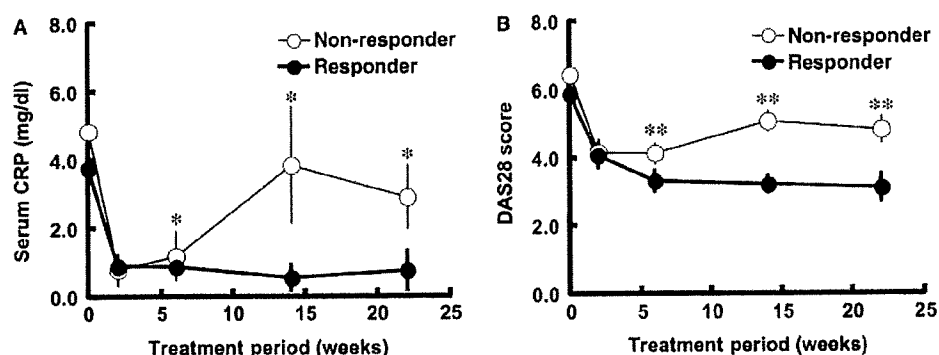 A
Serum CRP (mg/dl)
8.0
6.0
4.0
2.0
0.0
Non-responder
Responder
*
*
*
0 5 10 15 20 25
Treatment period (weeks)
B
DAS28 score
8.0
6.0
4.0
2.0
0.0
Non-responder
Responder
**
**
**
0 5 10 15 20 25
Treatment period (weeks)